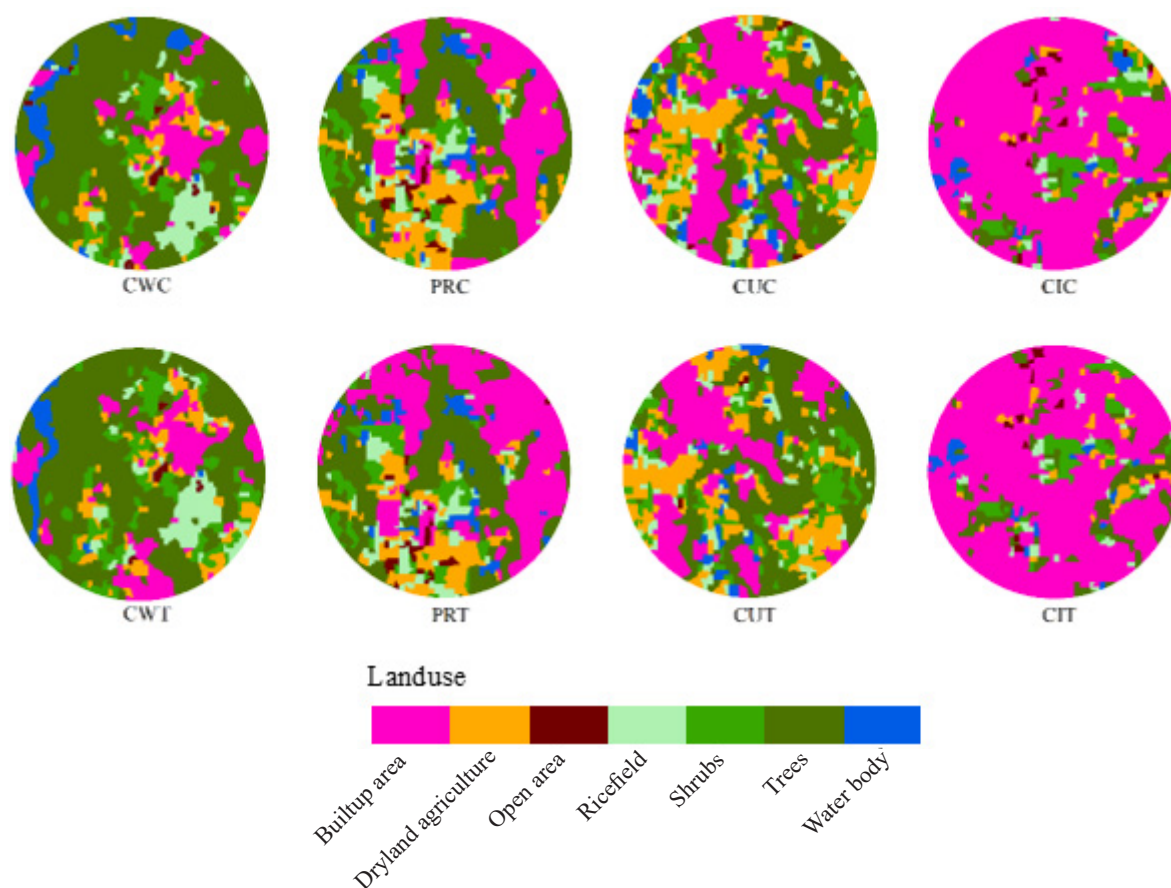 CWC PRC CUC CIC
CWT PRT CUT CIT
Landuse
Builtup area
Dryland agriculture
Open area
Ricefield
Shrubs
Trees
Water body